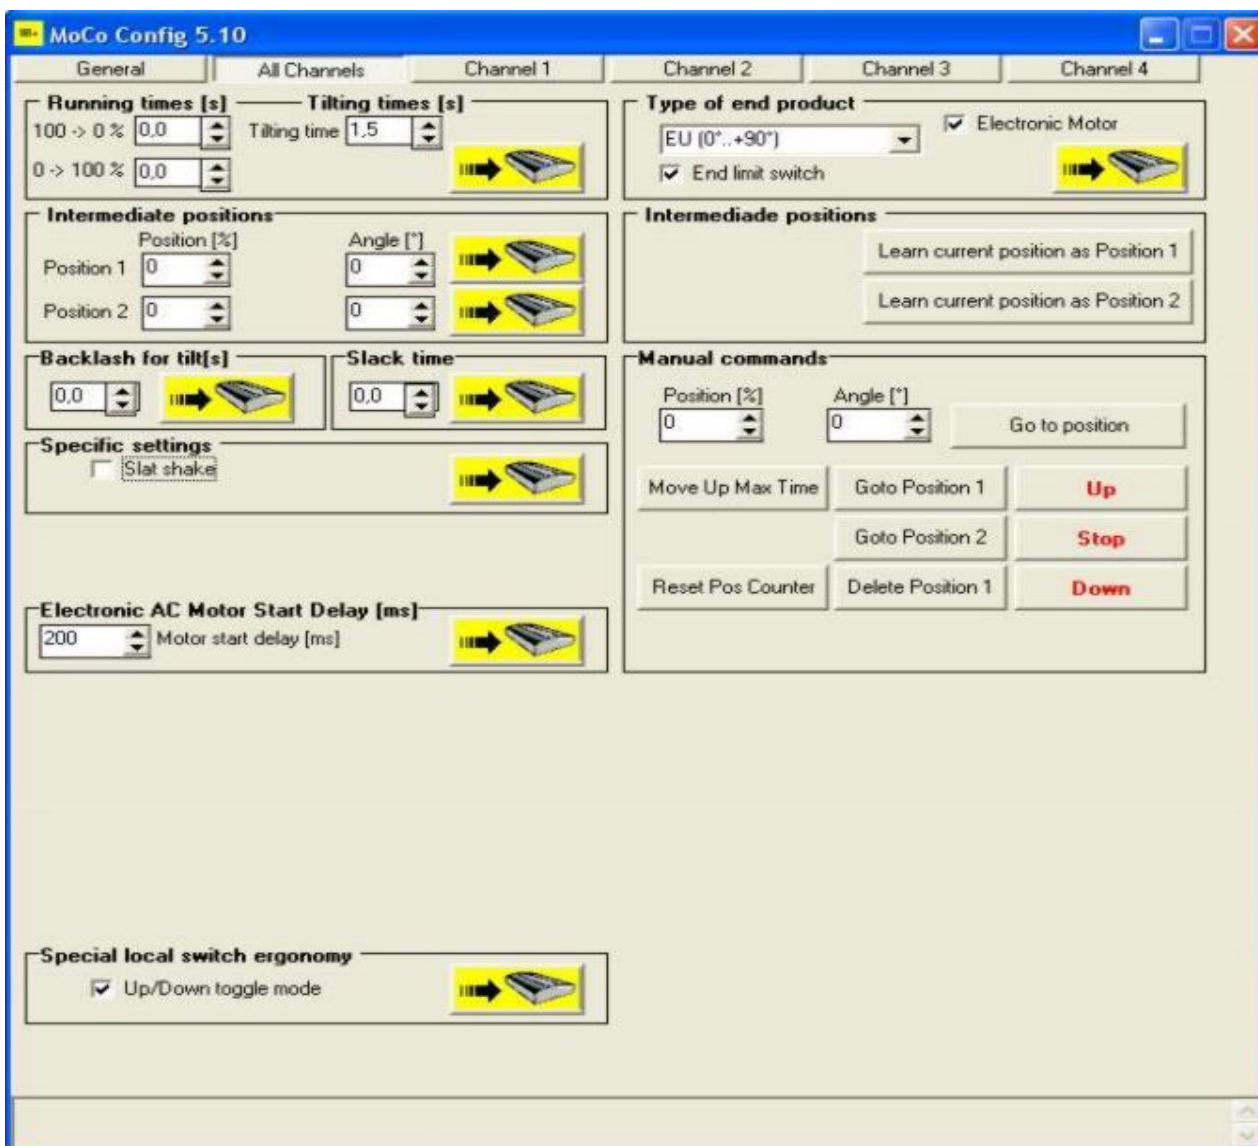 MoCo Config 5.10
General All Channels Channel 1 Channel 2 Channel 3 Channel 4
Running times [s] Tilting times [s]
100 -> 0 % 0,0 Tilting time 1,5
0 -> 100 % 0,0
Type of end product
EU (0°..+90°) Electronic Motor
End limit switch
Intermediate positions
Position [%] Angle [°]
Position 1 0 0
Position 2 0 0
Intermediade positions
Learn current position as Position 1
Learn current position as Position 2
Backlash for tilt[s] Slack time
0,0 0,0
Specific settings
Slat shake
Manual commands
Position [%] Angle [°]
0 0 Go to position
Move Up Max Time Goto Position 1 Up
Goto Position 2 Stop
Reset Pos Counter Delete Position 1 Down
Electronic AC Motor Start Delay [ms]
200 Motor start delay [ms]
Special local switch ergonomy
Up/Down toggle mode